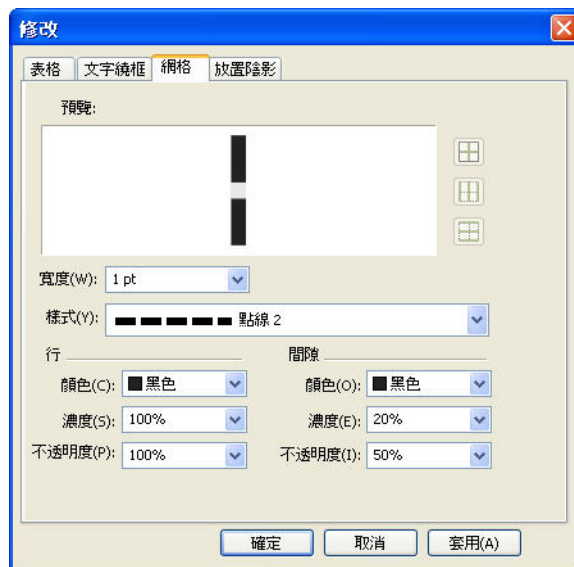 修改
表格 文字繞框 網格 放置陰影
預覽:
寬度(W): 1 pt
樣式(Y): 點線 2
行 間隙
顏色(C): 黑色 顏色(O): 黑色
濃度(S): 100% 濃度(E): 20%
不透明度(P): 100% 不透明度(I): 50%
確定 取消 套用(A)